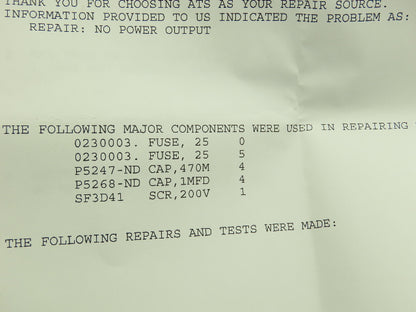 THANK YOU FOR CHOOSING ATS AS YOUR REPAIR SOURCE.
INFORMATION PROVIDED TO US INDICATED THE PROBLEM AS:
REPAIR: NO POWER OUTPUT
THE FOLLOWING MAJOR COMPONENTS WERE USED IN REPAIRING
0230003. FUSE, 25 0
0230003. FUSE, 25 5
P5247-ND CAP,470M 4
P5268-ND CAP,1MFD 4
SF3D41 SCR,200V 1
THE FOLLOWING REPAIRS AND TESTS WERE MADE: